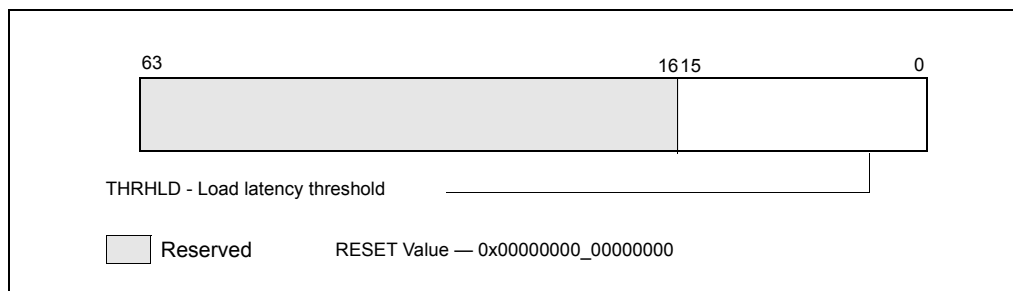 63 16 15 0
THRHLD - Load latency threshold
Reserved RESET Value — 0x00000000_00000000